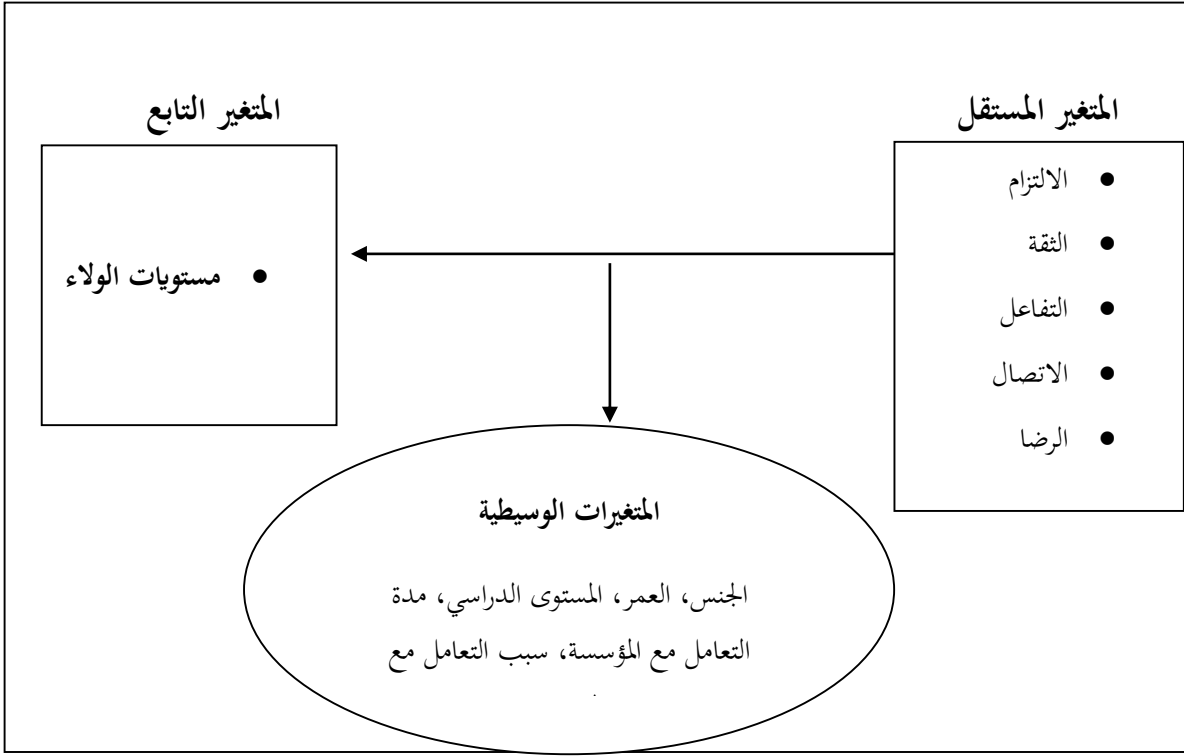 المتغير المستقل
• الالتزام
• الثقة
• التفاعل
• الاتصال
• الرضا
المتغير التابع
• مستويات الولاء
المتغيرات الوسيطية
الجنس، العمر، المستوى الدراسي، مدة
التعامل مع المؤسسة، سبب التعامل مع